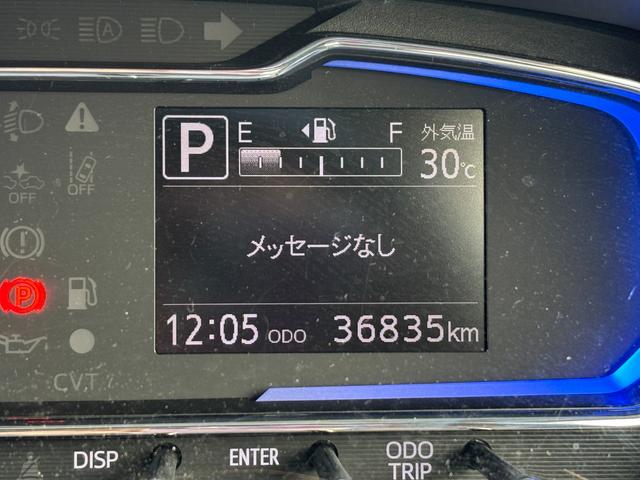 A
P E F 外気温
30℃
OFF OFF
メッセージなし
P
12:05 ODO 36835km
CVT
DISP ENTER ODO
TRIP